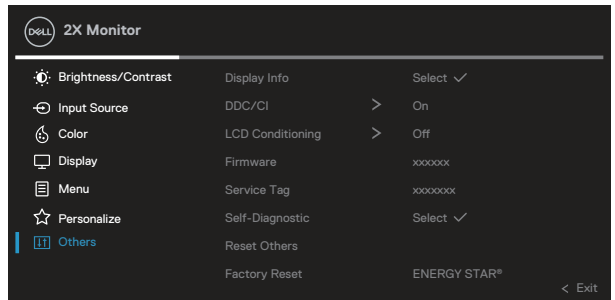 DELL 2X Monitor
Brightness/Contrast Display Info Select ✓
Input Source DDC/CI > On
Color LCD Conditioning > Off
Display Firmware xxxxxx
Menu Service Tag xxxxxxx
Personalize Self-Diagnostic Select ✓
Others Reset Others
Factory Reset ENERGY STAR®
< Exit